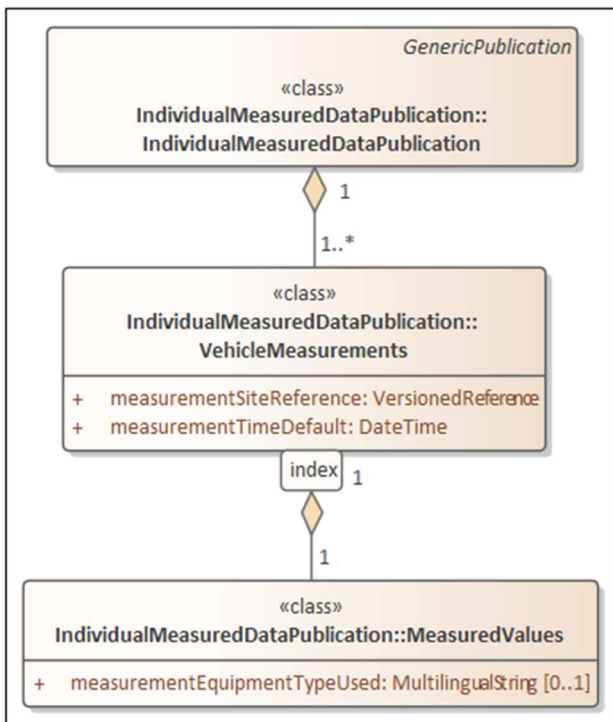 GenericPublication
«class»
IndividualMeasuredDataPublication::
IndividualMeasuredDataPublication
1
1..*
«class»
IndividualMeasuredDataPublication::
VehicleMeasurements
+ measurementSiteReference: VersionedReference
+ measurementTimeDefault: DateTime
index
1
1
«class»
IndividualMeasuredDataPublication::MeasuredValues
+ measurementEquipmentTypeUsed: MultilingualString [0..1]